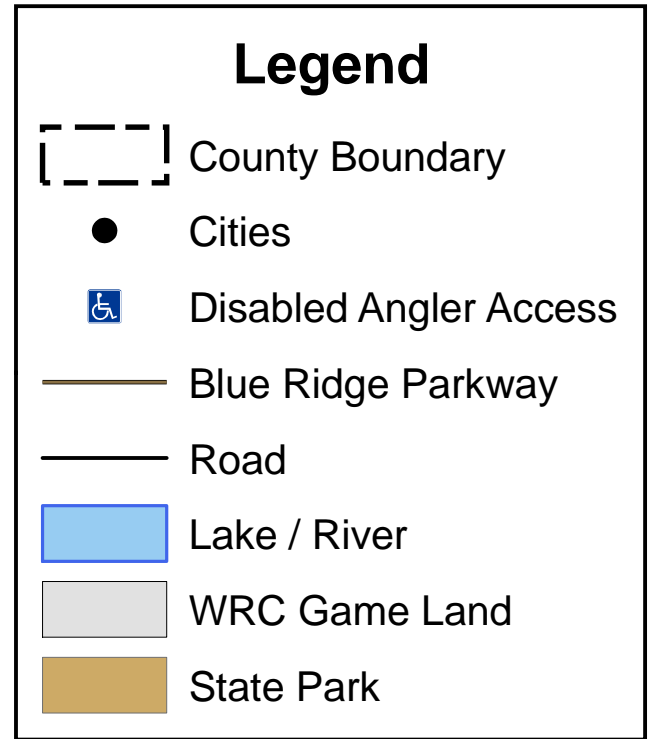 Legend
County Boundary
Cities
Disabled Angler Access
Blue Ridge Parkway
Road
Lake / River
WRC Game Land
State Park